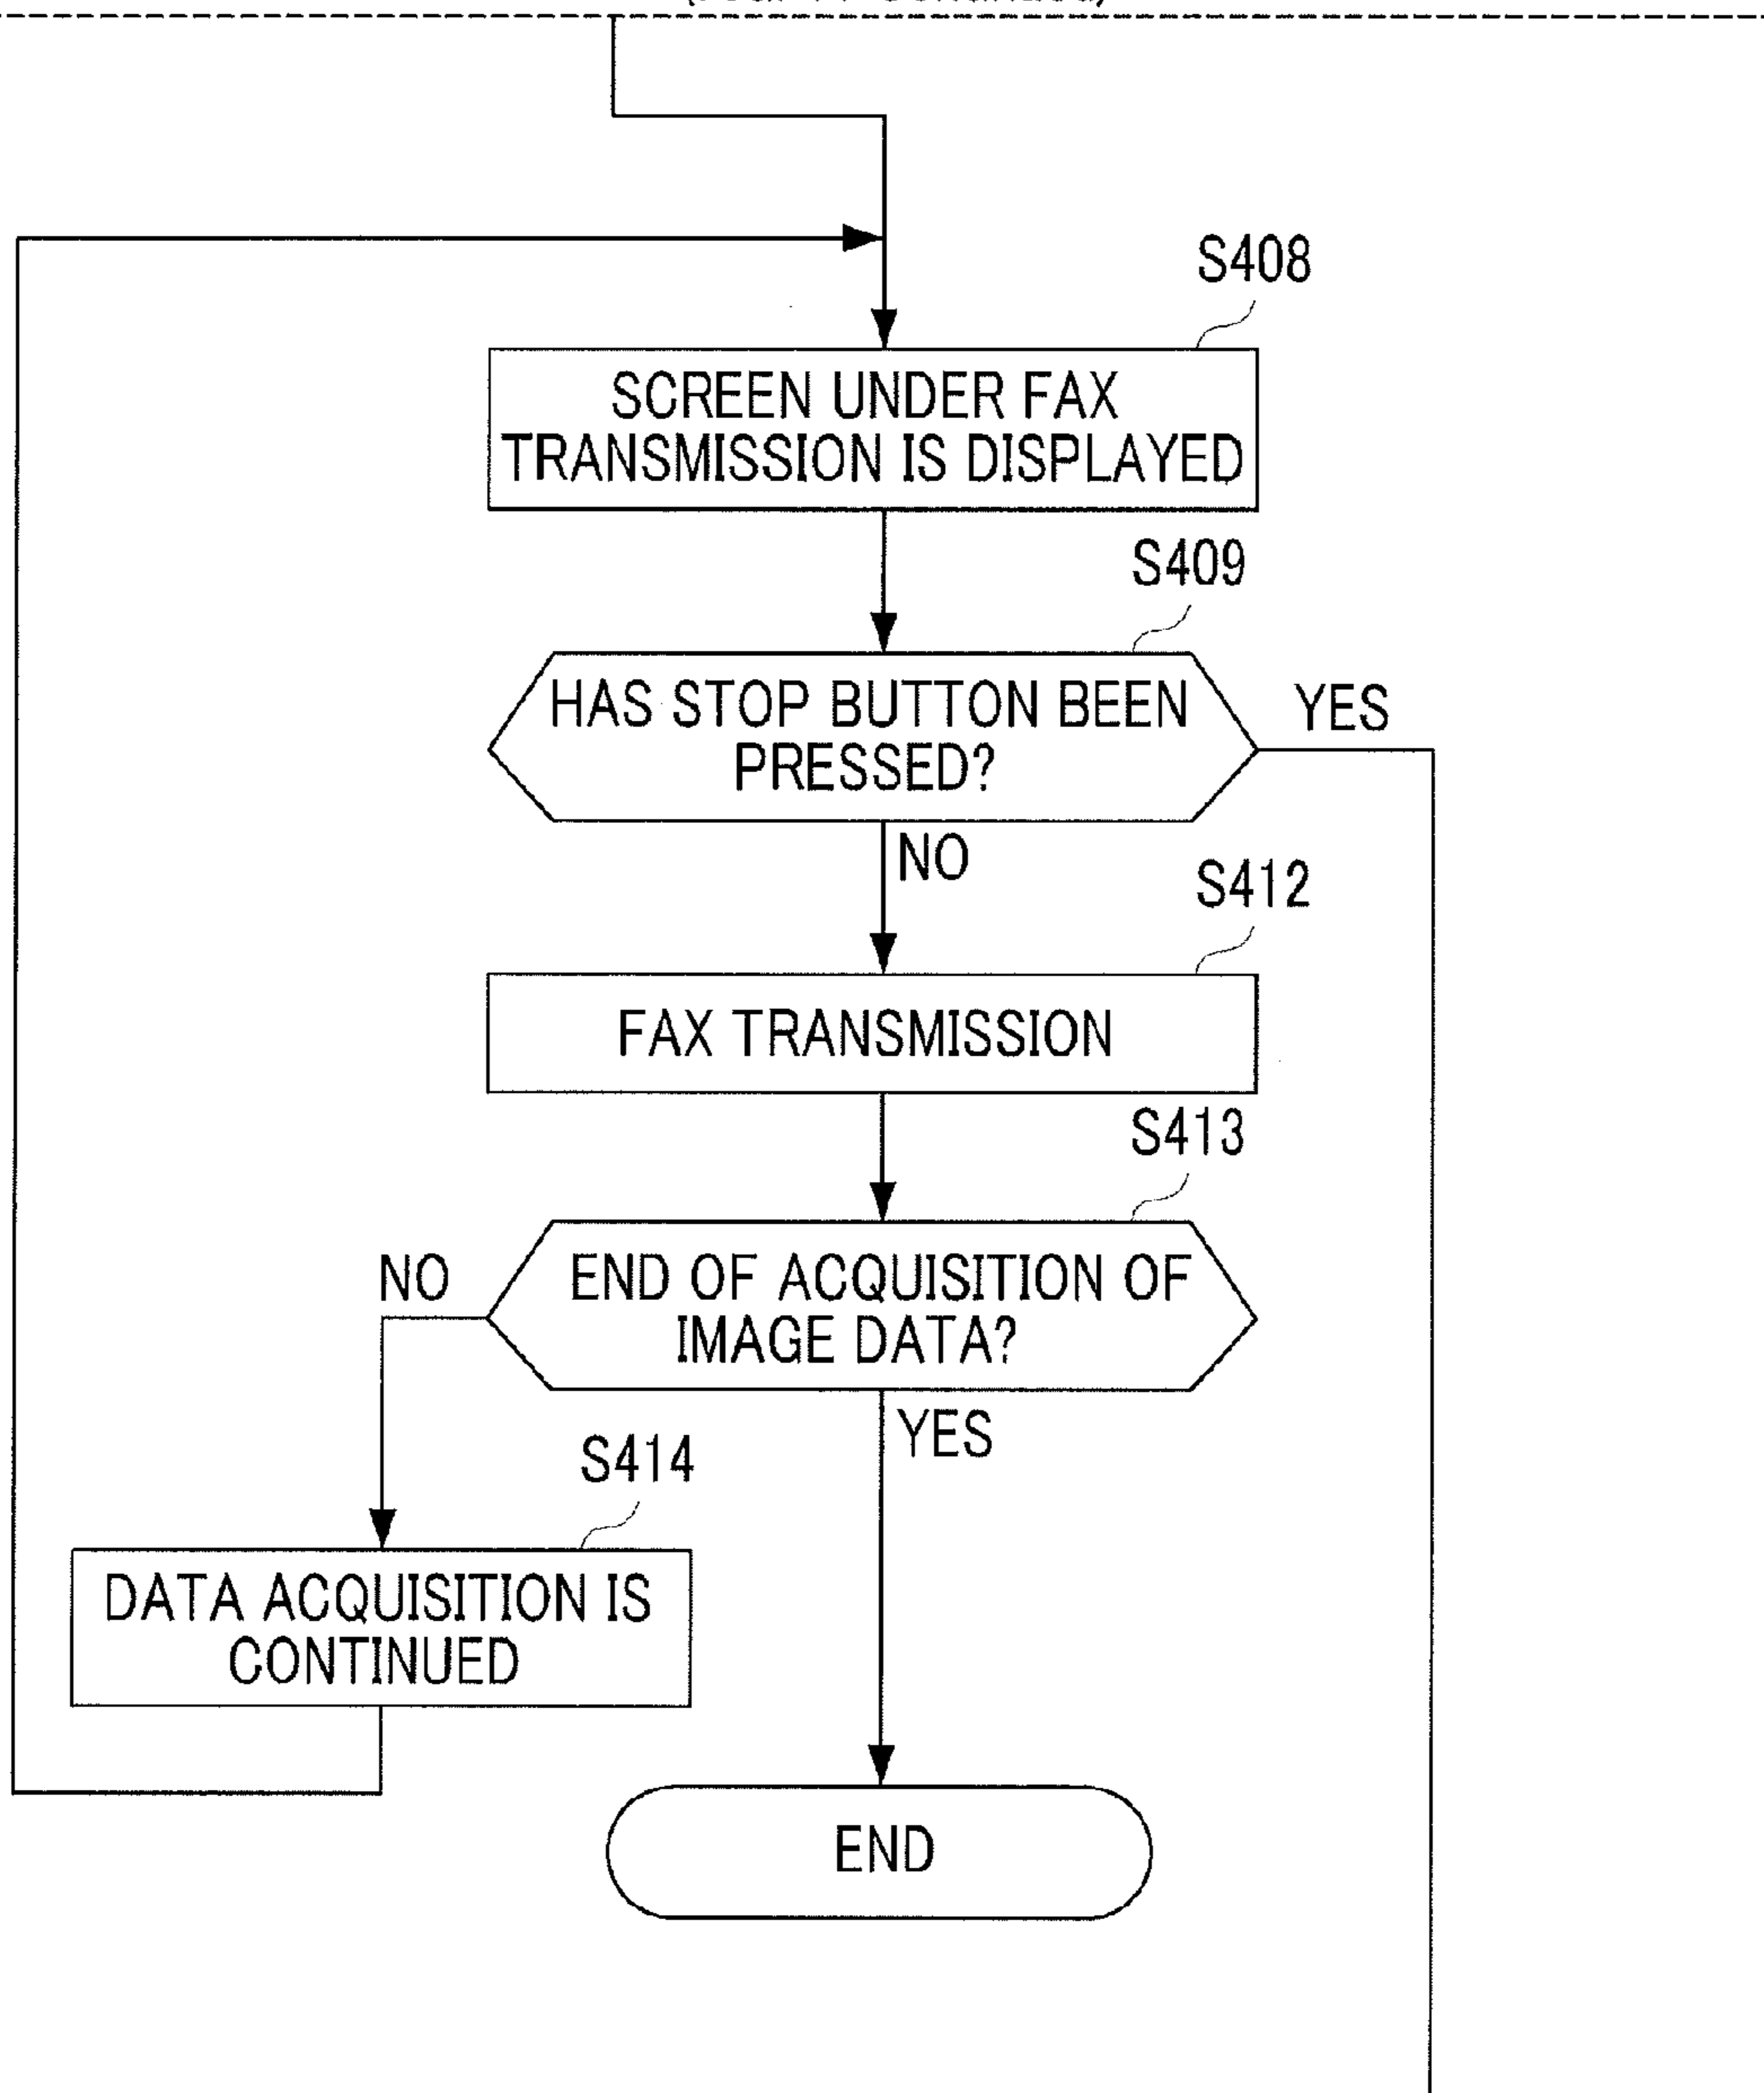 S408
SCREEN UNDER FAX
TRANSMISSION IS DISPLAYED
S409
HAS STOP BUTTON BEEN
PRESSED?
YES
NO
S412
FAX TRANSMISSION
S413
END OF ACQUISITION OF
IMAGE DATA?
NO
YES
S414
DATA ACQUISITION IS
CONTINUED
END